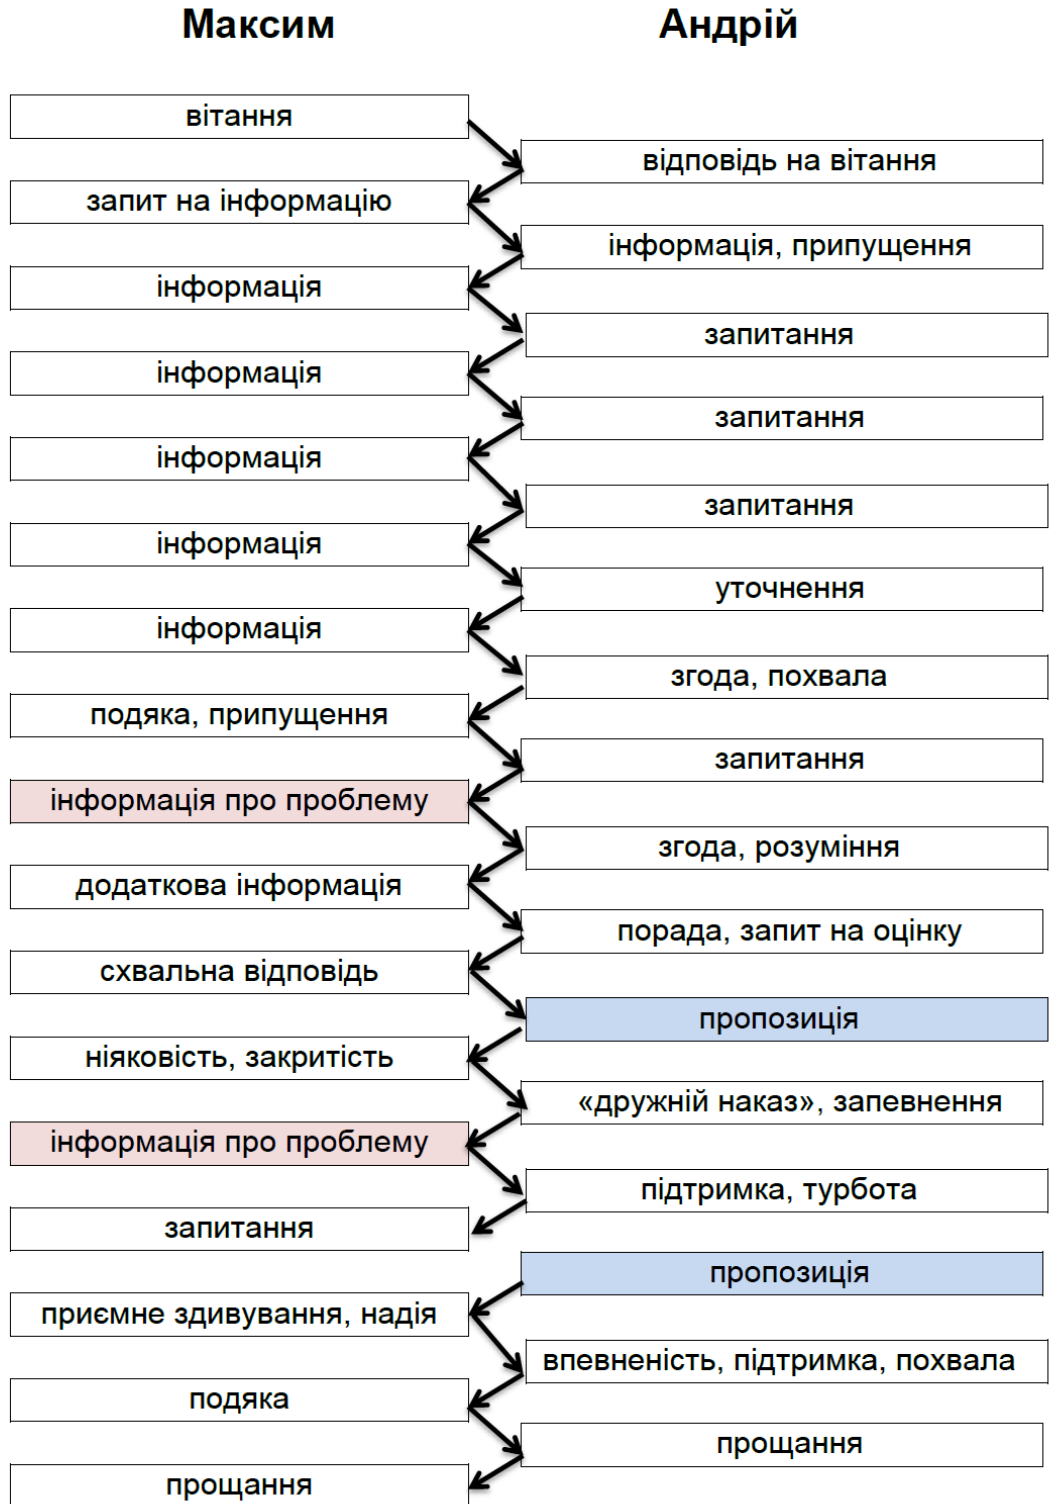 Максим
Андрій
вітання
відповідь на вітання
запит на інформацію
інформація, припущення
інформація
запитання
інформація
запитання
інформація
запитання
інформація
уточнення
інформація
згода, похвала
подяка, припущення
запитання
інформація про проблему
згода, розуміння
додаткова інформація
порада, запит на оцінку
схвальна відповідь
пропозиція
ніяковість, закритість
«дружній наказ», запевнення
інформація про проблему
підтримка, турбота
запитання
пропозиція
приємне здивування, надія
впевненість, підтримка, похвала
подяка
прощання
прощання